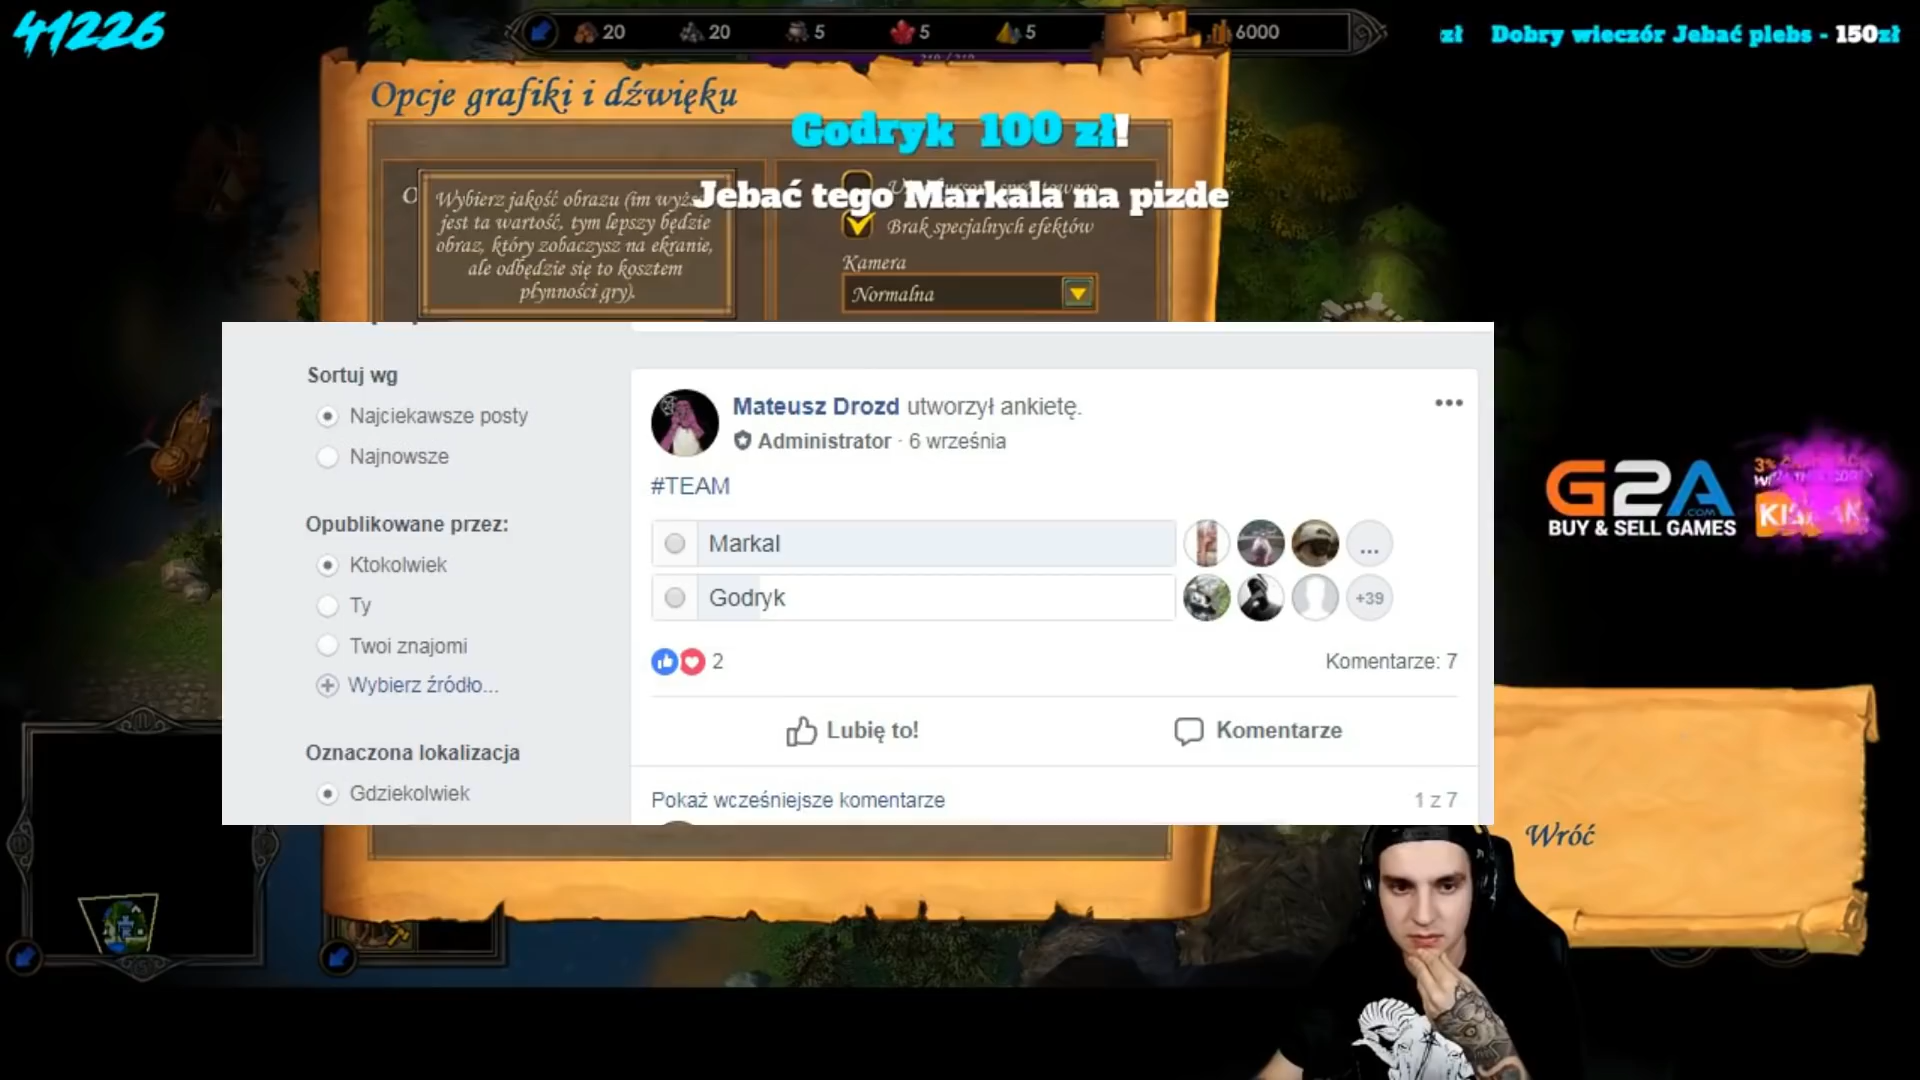 41226
20
20
5
5
5
6000
zł Dobry wieczór Jebać plebs - 150zł
Opcje grafiki i dźwięku
Godryk 100 zł!
Jebać tego Markala na pizde
Wybierz jakość obrazu (im
jest ta wartość, tym lepszy będzie
obraz, który zobaczysz na ekranie,
ale odbędzie się to kosztem
płynności gry).
Brak specjalnych efektów
Kamera
Normalna
Sortuj wg
Najciekawsze posty
Najnowsze
Opublikowane przez:
Ktokolwiek
Ty
Twoi znajomi
Wybierz źródło...
Oznaczona lokalizacja
Gdziekolwiek
Mateusz Drozd utworzył ankietę.
Administrator · 6 września
#TEAM
Markal
...
Godryk
+39
2
Komentarze: 7
Lubię to!
Komentarze
Pokaż wcześniejsze komentarze
1 z 7
G2A
.COM
BUY & SELL GAMES
3%
Wróć